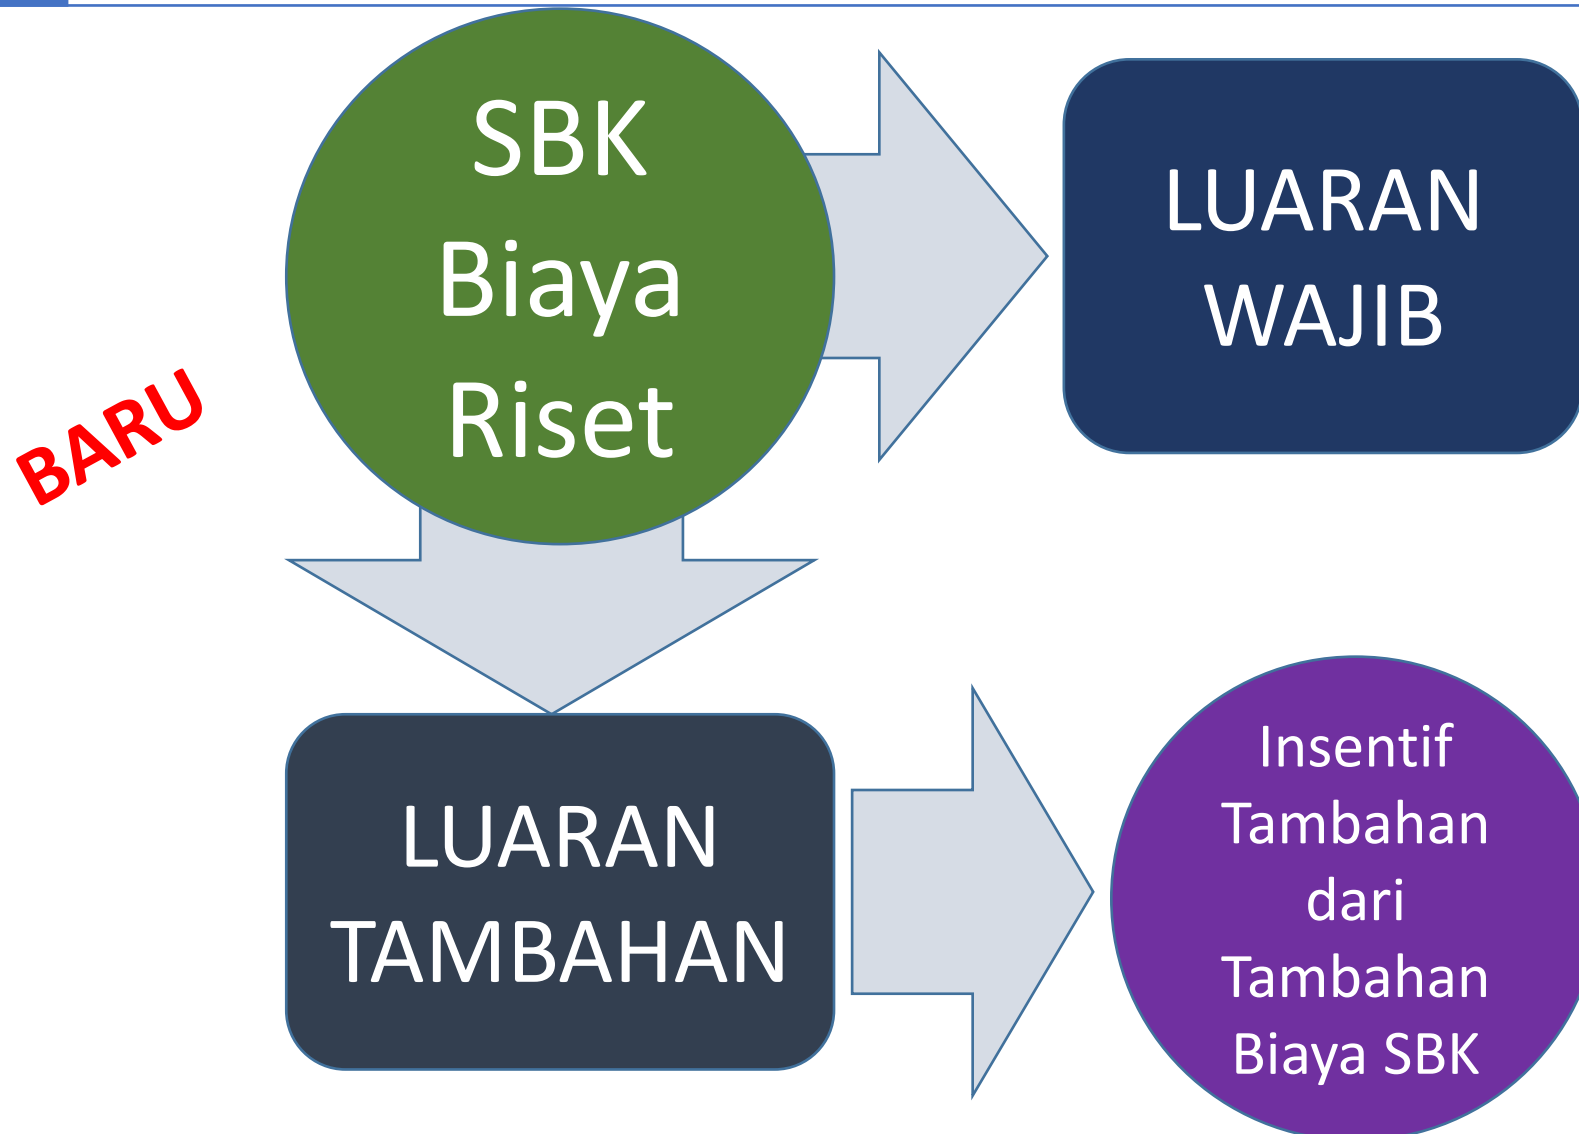 SBK
Biaya
Riset
LUARAN
WAJIB
BARU
LUARAN
TAMBAHAN
Insentif
Tambahan
dari
Tambahan
Biaya SBK